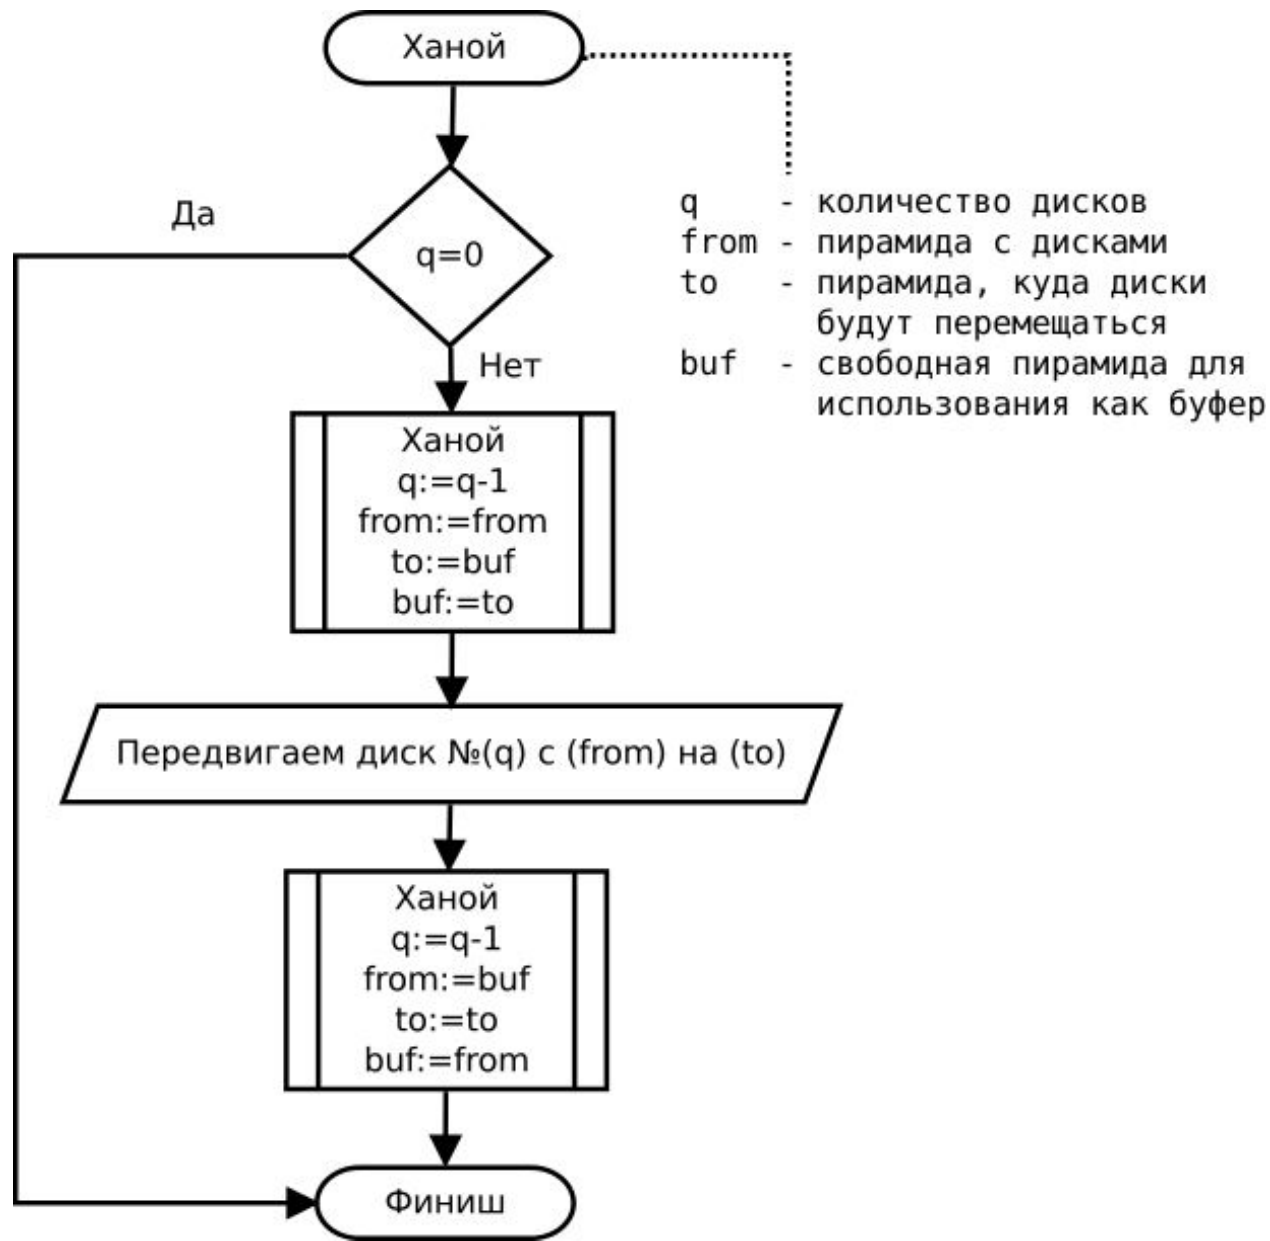 Ханой
Да
q=0
q - количество дисков
from - пирамида с дисками
to - пирамида, куда диски
будут перемещаться
buf - свободная пирамида для
использования как буфер
Нет
Ханой
q:=q-1
from:=from
to:=buf
buf:=to
Передвигаем диск №(q) с (from) на (to)
Ханой
q:=q-1
from:=buf
to:=to
buf:=from
Финиш